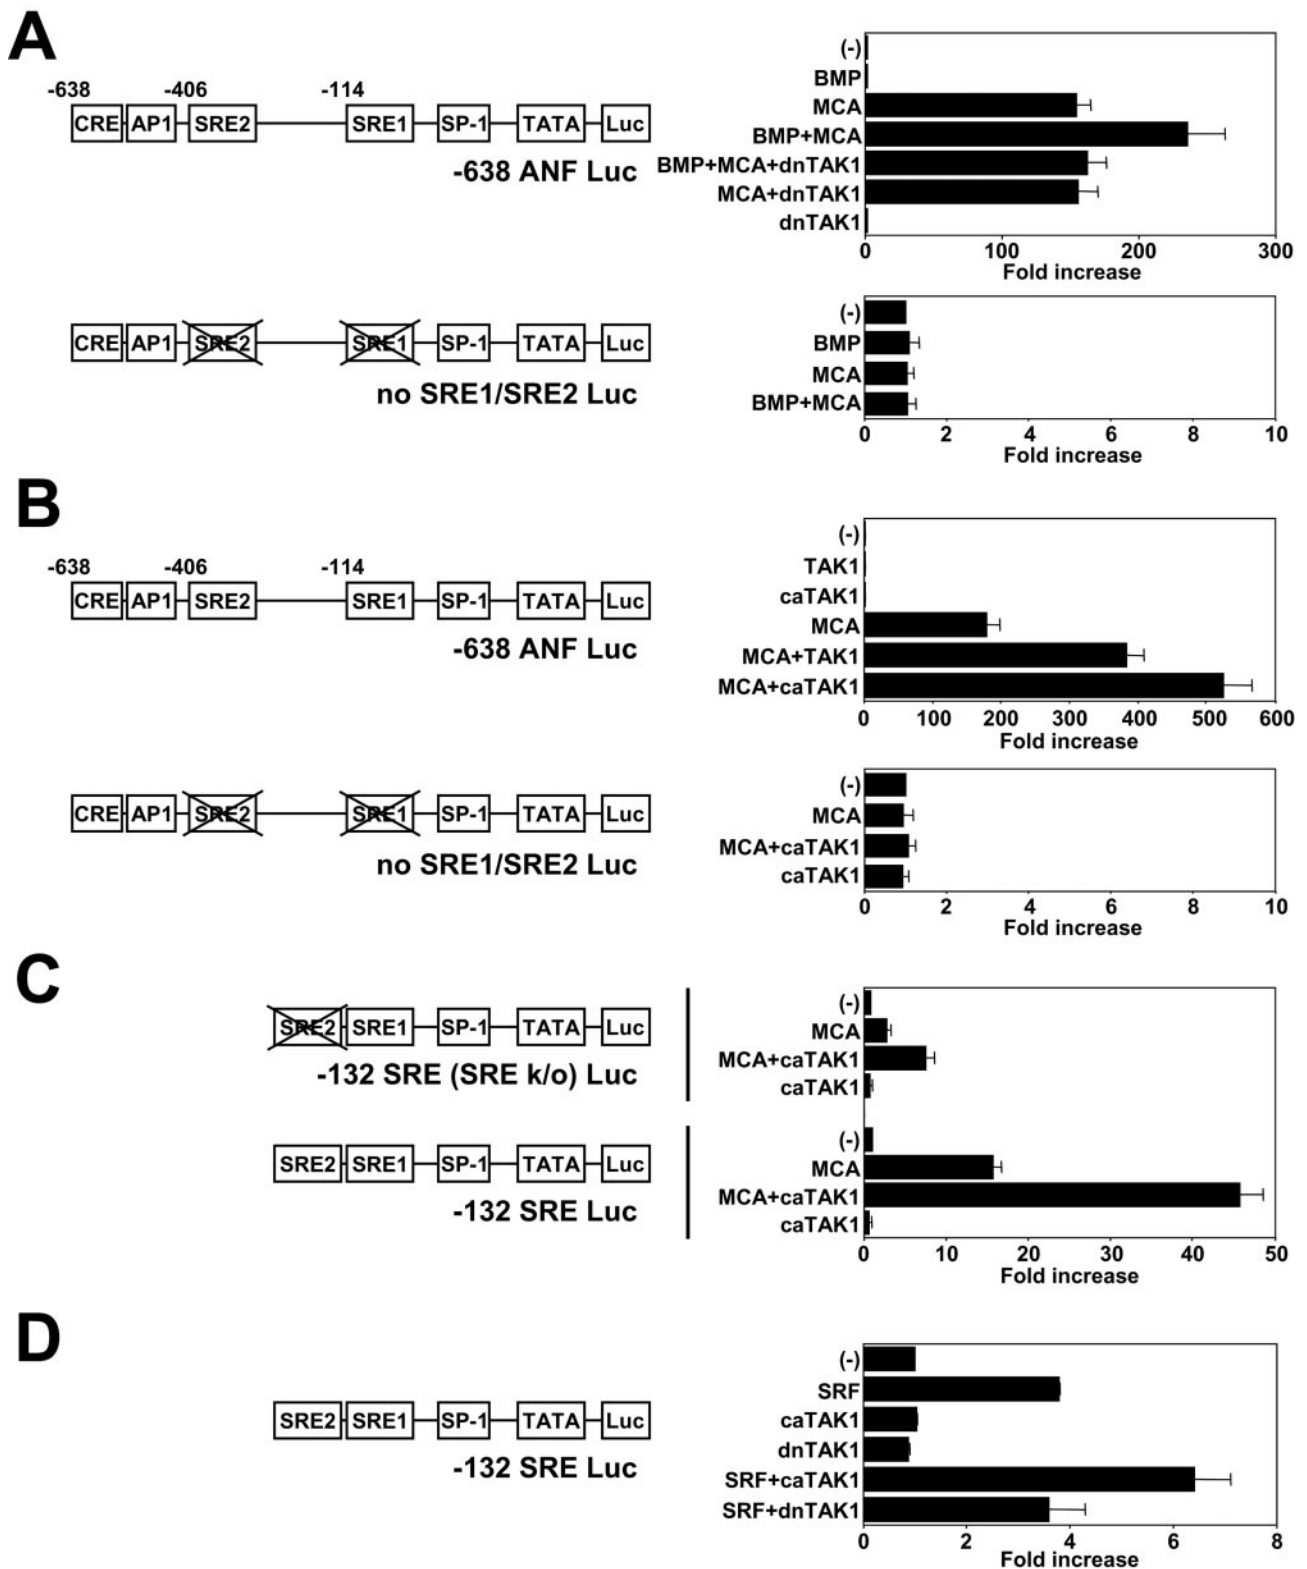 A
-638 -406 -114
CRE AP1 SRE2 SRE1 SP-1 TATA Luc
-638 ANF Luc
(-)
BMP
MCA
BMP+MCA
BMP+MCA+dnTAK1
MCA+dnTAK1
dnTAK1
0 100 200 300
Fold increase
CRE AP1 SRE2 SRE1 SP-1 TATA Luc
no SRE1/SRE2 Luc
(-)
BMP
MCA
BMP+MCA
0 2 4 6 8 10
Fold increase
B
-638 -406 -114
CRE AP1 SRE2 SRE1 SP-1 TATA Luc
-638 ANF Luc
(-)
TAK1
caTAK1
MCA
MCA+TAK1
MCA+caTAK1
0 100 200 300 400 500 600
Fold increase
CRE AP1 SRE2 SRE1 SP-1 TATA Luc
no SRE1/SRE2 Luc
(-)
MCA
MCA+caTAK1
caTAK1
0 2 4 6 8 10
Fold increase
C
SRE2 SRE1 SP-1 TATA Luc
-132 SRE (SRE k/o) Luc
(-)
MCA
MCA+caTAK1
caTAK1
SRE2 SRE1 SP-1 TATA Luc
-132 SRE Luc
(-)
MCA
MCA+caTAK1
caTAK1
0 10 20 30 40 50
Fold increase
D
SRE2 SRE1 SP-1 TATA Luc
-132 SRE Luc
(-)
SRF
caTAK1
dnTAK1
SRF+caTAK1
SRF+dnTAK1
0 2 4 6 8
Fold increase